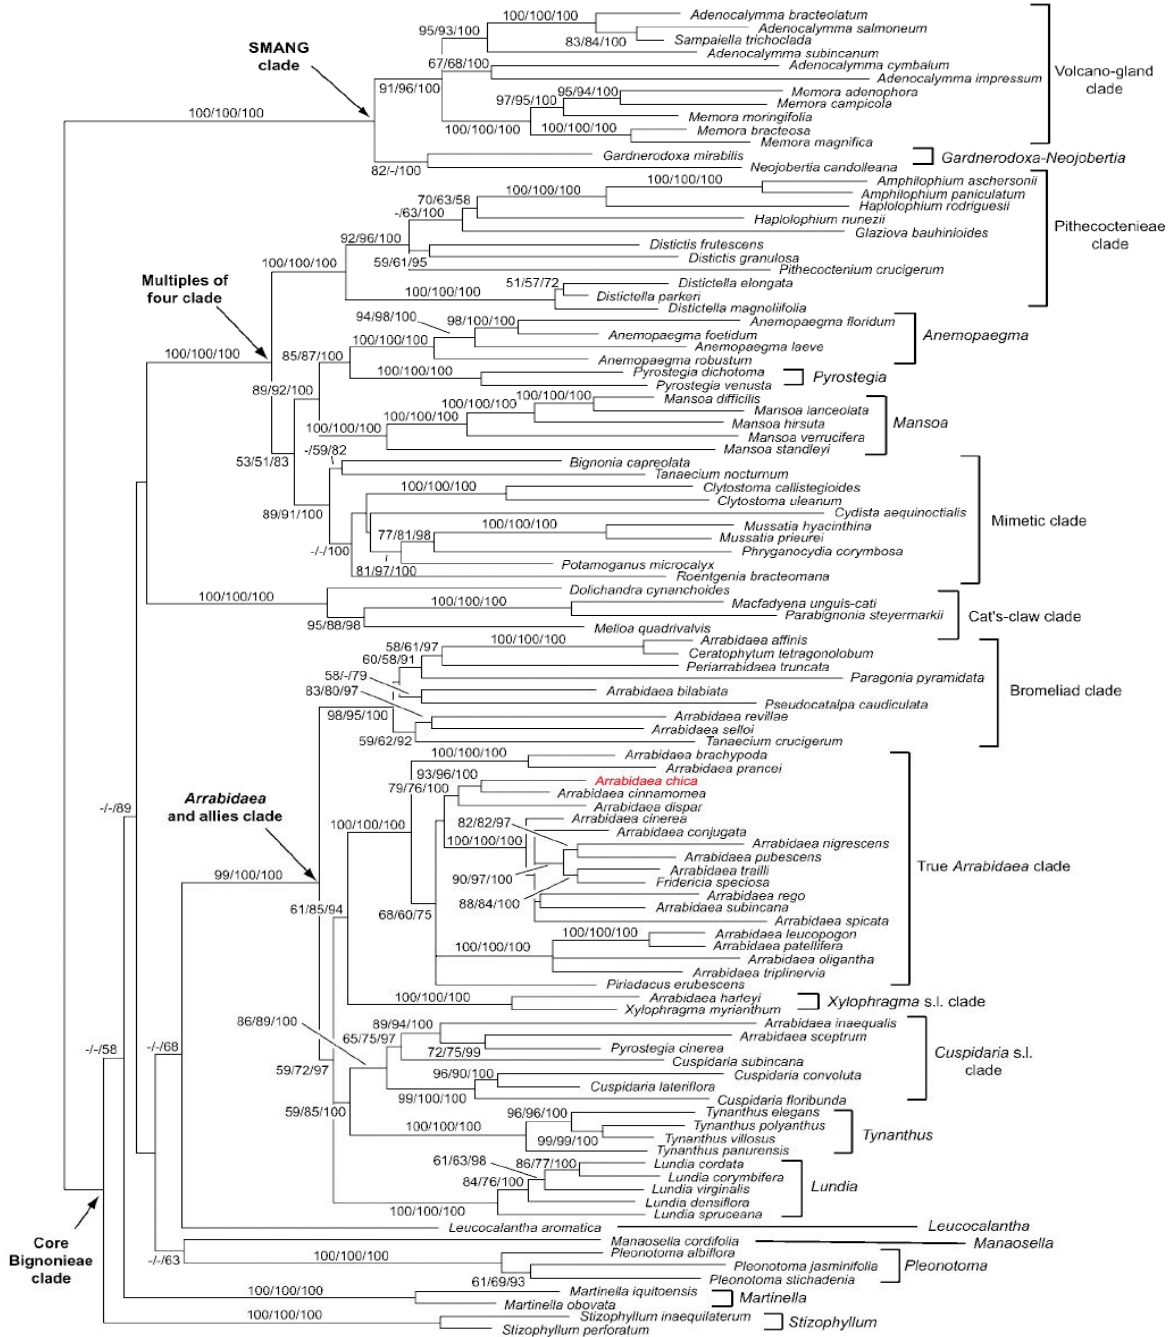 100/100/100
Adenocalymma bracteolatum
95/93/100
Adenocalymma salmoneum
83/84/100
Sampaiella trichoclada
SMANG
clade
Adenocalymma subincanum
67/68/100
Adenocalymma cymbalum
Volcano-gland
clade
Adenocalymma impressum
91/96/100
95/94/100
Memora adenophora
97/95/100
Memora campicola
100/100/100
Memora moringifolia
100/100/100
100/100/100
Memora bracteosa
Memora magnifica
Gardnerodoxa mirabilis
Gardnerodoxa-Neojobertia
82/-/100
Neojobertia candolleana
100/100/100
Amphilophium aschersonii
100/100/100
Amphilophium paniculatum
70/63/58
Haplolophium rodriguesii
-/63/100
Haplolophium nunezii
Pithecoctenieae
clade
Glaziova bauhinioides
92/96/100
Distictis frutescens
Distictis granulosa
100/100/100
59/61/95
Pithecoctenium crucigerum
Multiples of
four clade
51/57/72
Distictella elongata
100/100/100
Distictella parkeri
Distictella magnoliifolia
94/98/100
98/100/100
Anemopaegma floridum
Anemopaegma foetidum
Anemopaegma
100/100/100
Anemopaegma laeve
100/100/100
85/87/100
Anemopaegma robustum
100/100/100
Pyrostegia dichotoma
Pyrostegia
Pyrostegia venusta
89/92/100
100/100/100
Mansoa difficilis
100/100/100
Mansoa lanceolata
100/100/100
Mansoa hirsuta
Mansoa
100/100/100
Mansoa verrucifera
Mansoa standleyi
-/59/82
53/51/83
Bignonia capreolata
Tanaecium nocturnum
100/100/100
Clytostoma callistegioides
Clytostoma uleanum
89/91/100
Cydista aequinoctialis
Mimetic clade
100/100/100
Mussatia hyacinthina
77/81/98
Mussatia prieurei
-/-/100
Phryganocydia corymbosa
81/97/100
Potamoganus microcalyx
Roentgenia bracteomana
Dolichandra cynanchoides
100/100/100
100/100/100
Macfadyena unguis-cati
Parabignonia steyermarkii
Cat's-claw clade
95/88/98
Melloa quadrivalvis
100/100/100
Arrabidaea affinis
58/61/97
Ceratophytum tetragonolobum
60/58/91
Periarrabidaea truncata
58/-/79
Paragonia pyramidata
83/80/97
Arrabidaea bilabiata
Bromeliad clade
Pseudocatalpa caudiculata
98/95/100
Arrabidaea revillae
Arrabidaea selloi
59/62/92
Tanaecium crucigerum
100/100/100
Arrabidaea brachypoda
Arrabidaea prancei
93/96/100
Arrabidaea chica
79/76/100
Arrabidaea cinnamomea
-/-/89
Arrabidaea
and allies clade
Arrabidaea dispar
82/82/97
Arrabidaea cinerea
100/100/100
Arrabidaea conjugata
100/100/100
Arrabidaea nigrescens
Arrabidaea pubescens
True Arrabidaea clade
99/100/100
90/97/100
Arrabidaea trailli
Fridericia speciosa
88/84/100
Arrabidaea rego
61/85/94
68/60/75
Arrabidaea subincana
Arrabidaea spicata
100/100/100
Arrabidaea leucopogon
100/100/100
Arrabidaea patellifera
Arrabidaea oligantha
Arrabidaea triplinervia
Piriadacus erubescens
100/100/100
Arrabidaea harleyi
Xylophragma s.l. clade
Xylophragma myrianthum
86/89/100
89/94/100
Arrabidaea inaequalis
65/75/97
Arrabidaea sceptrum
72/75/99
Pyrostegia cinerea
-/-/58
-/-/68
Cuspidaria subincana
Cuspidaria s.l.
clade
59/72/97
96/90/100
Cuspidaria convoluta
Cuspidaria lateriflora
99/100/100
Cuspidaria floribunda
59/85/100
96/96/100
Tynanthus elegans
100/100/100
Tynanthus polyanthus
99/99/100
Tynanthus villosus
Tynanthus
Tynanthus panurensis
61/63/98
86/77/100
Lundia cordata
84/76/100
Lundia corymbifera
Lundia virginalis
Lundia
100/100/100
Lundia densiflora
Lundia spruceana
Leucocalantha aromatica
Leucocalantha
Core
Bignonieae
clade
Manaosella cordifolia
Manaosella
-/-/63
100/100/100
Pleonotoma albiflora
Pleonotoma jasminifolia
Pleonotoma
61/69/93
Pleonotoma stichadenia
100/100/100
Martinella iquitoensis
Martinella
Martinella obovata
100/100/100
Stizophyllum inaequilaterum
Stizophyllum
Stizophyllum perforatum